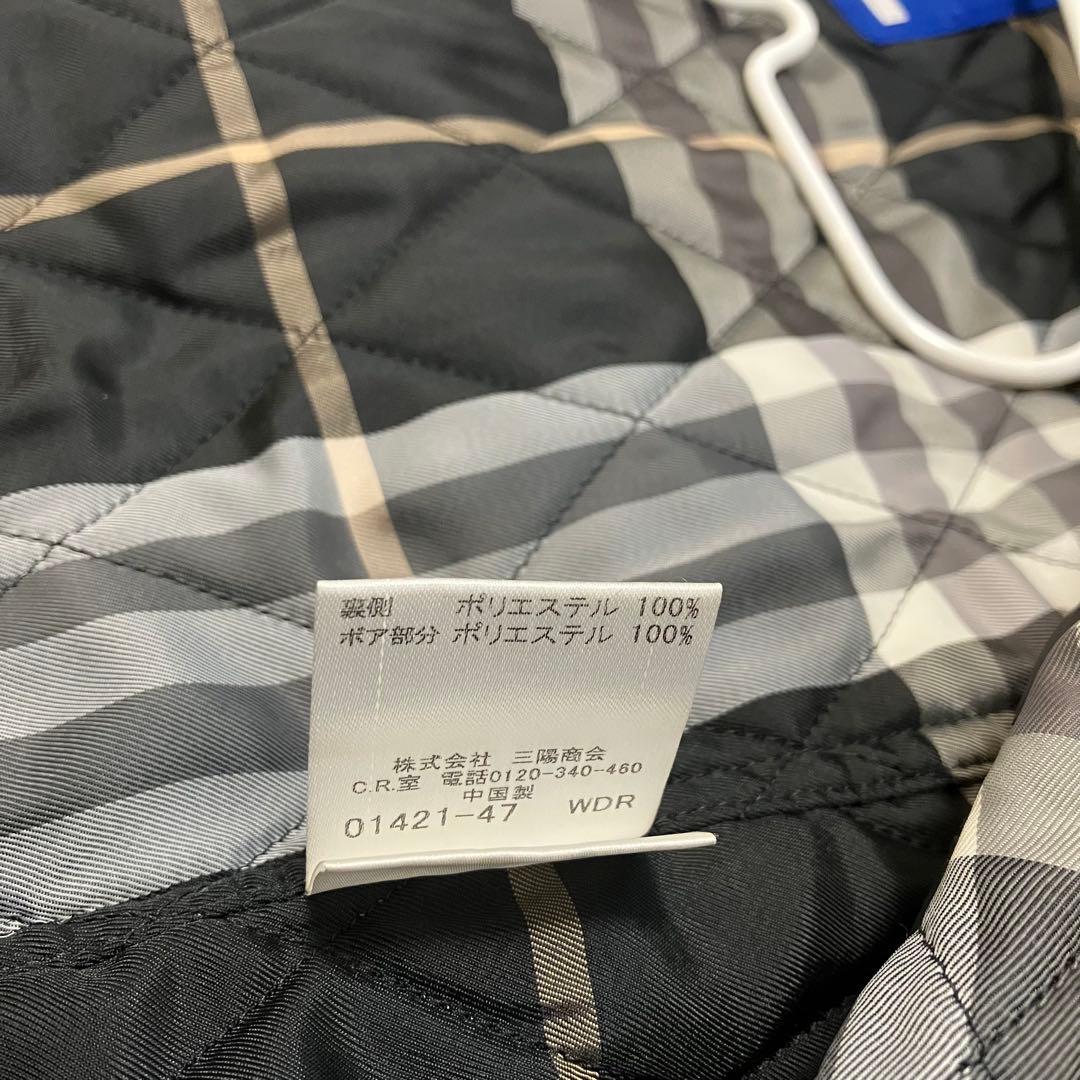 裏側 ポリエステル 100%
ボア部分 ポリエステル 100%
株式会社 三陽商会
C.R.室 電話0120-340-460
中国製
01421-47 WDR